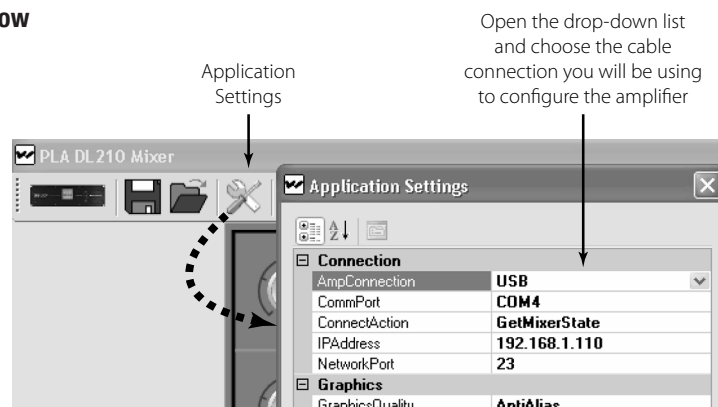 ow
Open the drop-down list
and choose the cable
connection you will be using
to configure the amplifier
Application
Settings
PLA DL210 Mixer
Application Settings
Connection
AmpConnection USB
CommPort COM4
ConnectAction GetMixerState
IPAddress 192.168.1.110
NetworkPort 23
Graphics
GraphicsQuality AntiAlias